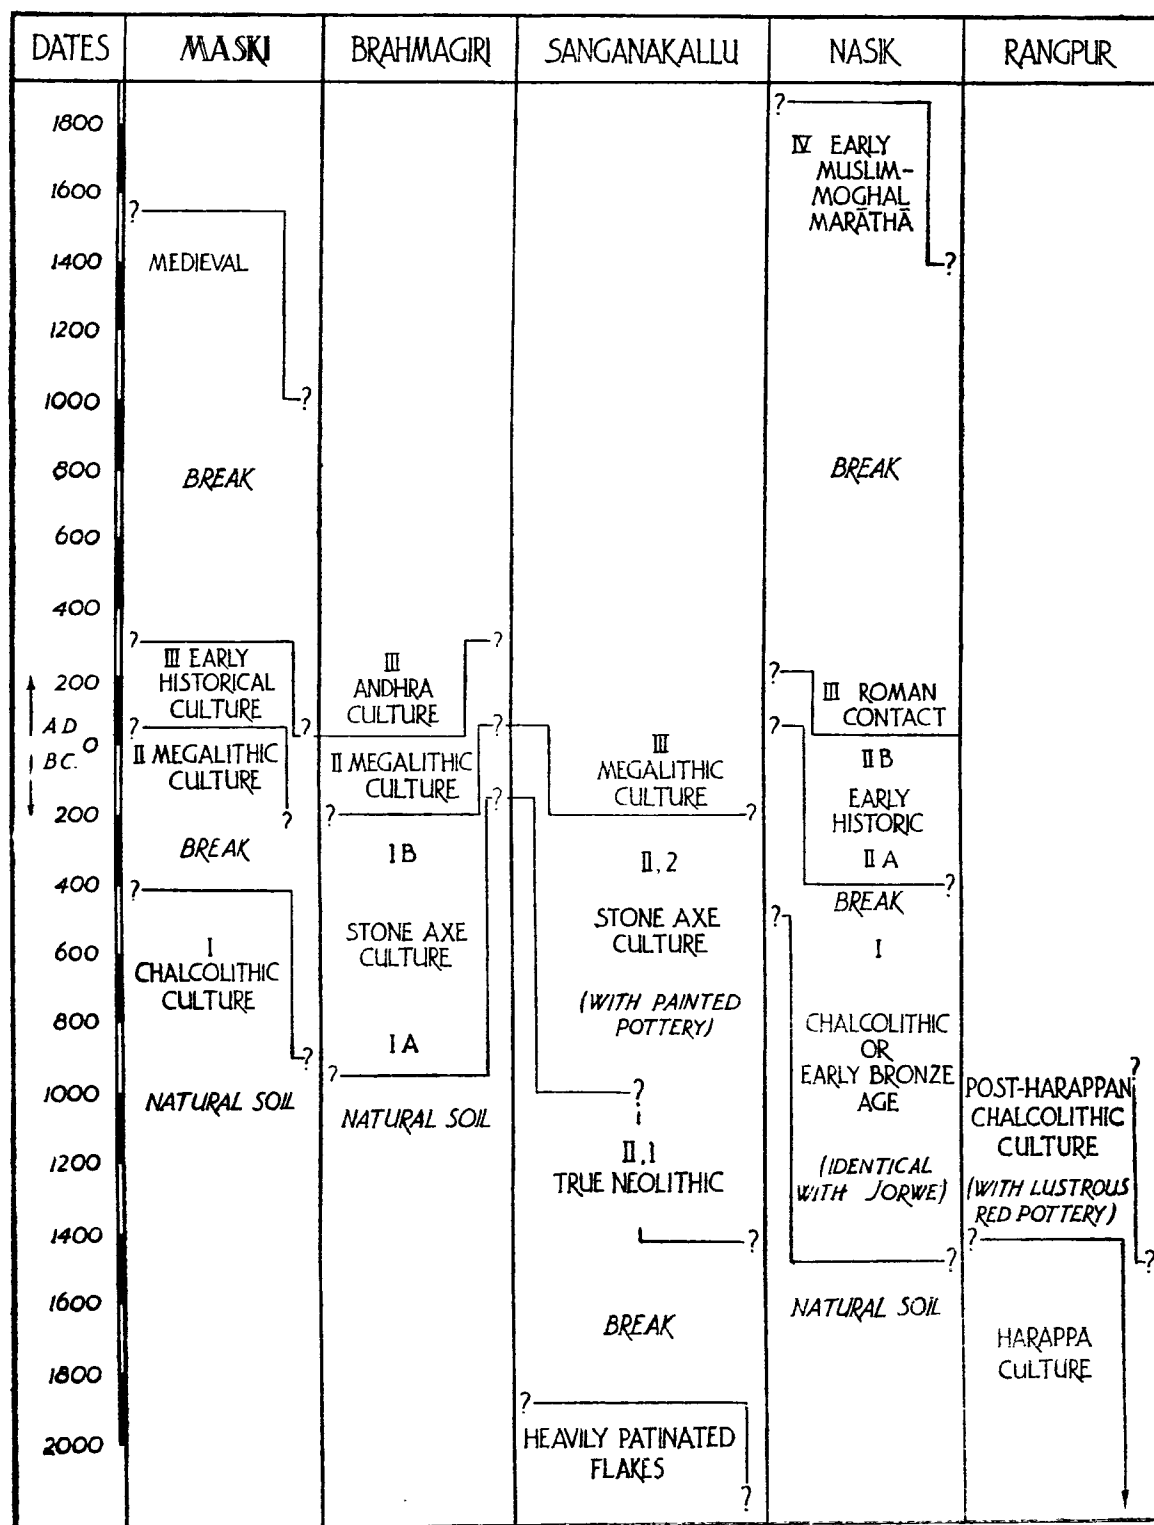 DATES
MASKI
BRAHMAGIRI
SANGANAKALLU
NASIK
RANGPUR
1800
1600
1400
1200
1000
800
600
400
200
AD
0
BC.
200
400
600
800
1000
1200
1400
1600
1800
2000
?
MEDIEVAL
?
BREAK
?
III EARLY
HISTORICAL
CULTURE
?
?
II MEGALITHIC
CULTURE
?
BREAK
?
I
CHALCOLITHIC
CULTURE
?
NATURAL SOIL
?
III
ANDHRA
CULTURE
?
II MEGALITHIC
CULTURE
?
?
I B
STONE AXE
CULTURE
I A
?
NATURAL SOIL
III
MEGALITHIC
CULTURE
?
II, 2
STONE AXE
CULTURE
(WITH PAINTED
POTTERY)
?
II,1
TRUE NEOLITHIC
?
BREAK
?
HEAVILY PATINATED
FLAKES
?
?
IV EARLY
MUSLIM-
MOGHAL
MARĀTHĀ
?
BREAK
?
III ROMAN
CONTACT
?
II B
EARLY
HISTORIC
II A
?
BREAK
?
I
CHALCOLITHIC
OR
EARLY BRONZE
AGE
(IDENTICAL
WITH JORWE)
?
NATURAL SOIL
?
POST-HARAPPAN
CHALCOLITHIC
CULTURE
(WITH LUSTROUS
RED POTTERY)
?
?
HARAPPA
CULTURE